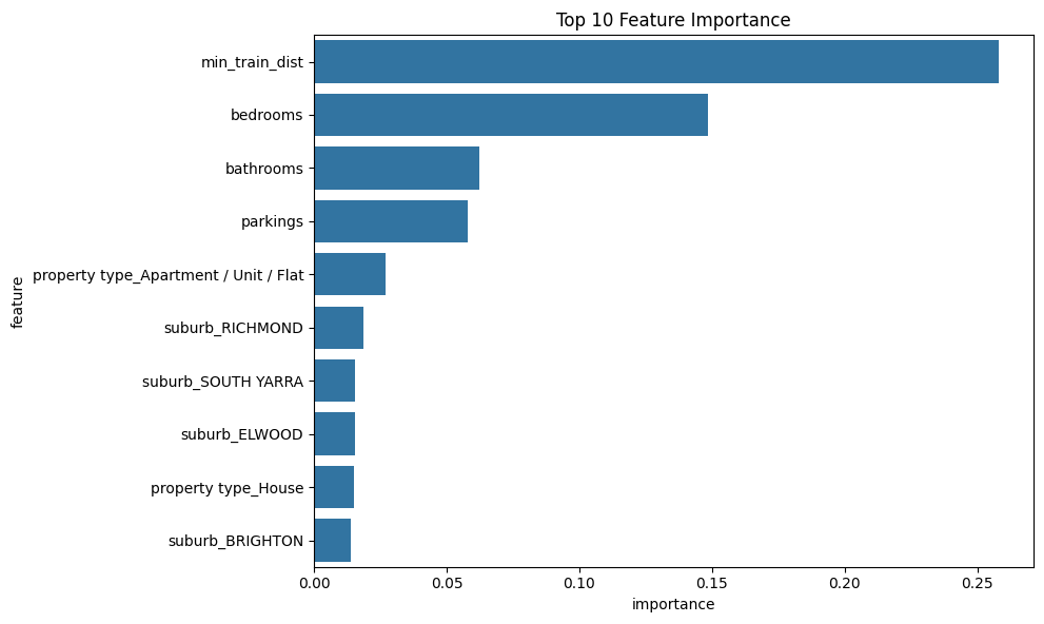 Top 10 Feature Importance
feature
min_train_dist
bedrooms
bathrooms
parkings
property type_Apartment / Unit / Flat
suburb_RICHMOND
suburb_SOUTH YARRA
suburb_ELWOOD
property type_House
suburb_BRIGHTON
0.00 0.05 0.10 0.15 0.20 0.25
importance